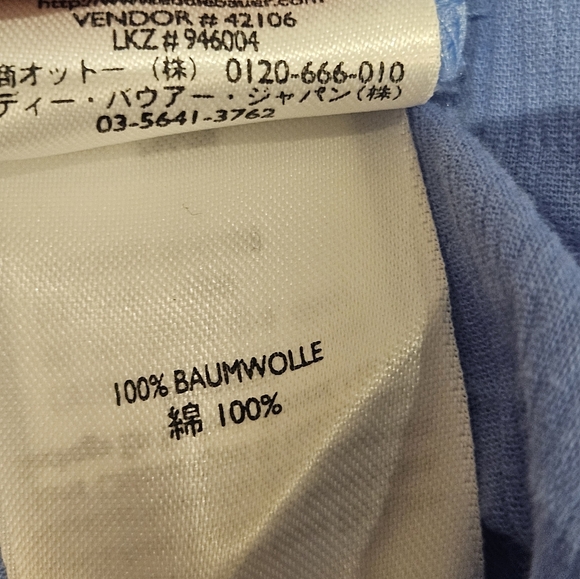 VENDOR # 42106
LKZ # 946004
商オットー (株) 0120-666-010
ディー・バウアー・ジャパン(株)
03-5641-3762
100% BAUMWOLLE
綿 100%